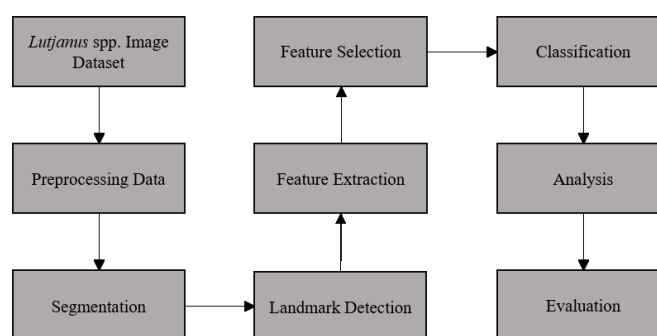 Lutjanus spp. Image
Dataset
Preprocessing Data
Segmentation
Landmark Detection
Feature Extraction
Feature Selection
Classification
Analysis
Evaluation